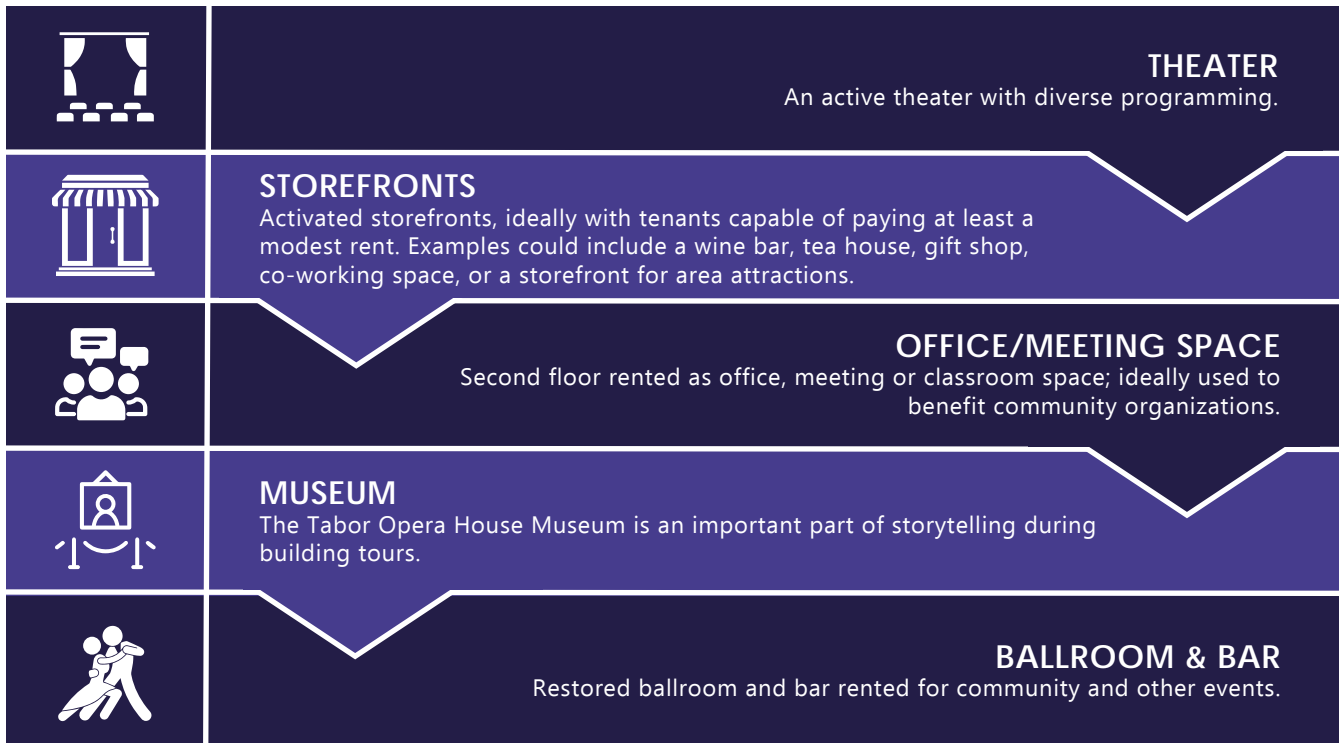 THEATER
An active theater with diverse programming.
STOREFRONTS
Activated storefronts, ideally with tenants capable of paying at least a
modest rent. Examples could include a wine bar, tea house, gift shop,
co-working space, or a storefront for area attractions.
OFFICE/MEETING SPACE
Second floor rented as office, meeting or classroom space; ideally used to
benefit community organizations.
MUSEUM
The Tabor Opera House Museum is an important part of storytelling during
building tours.
BALLROOM & BAR
Restored ballroom and bar rented for community and other events.